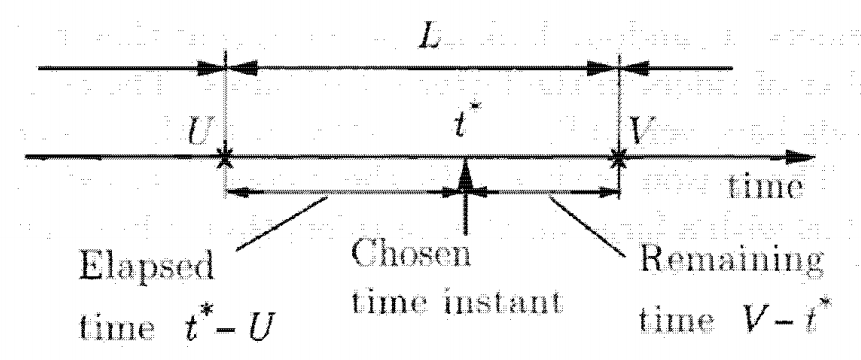 L
U
t*
V
time
Elapsed
time t* – U
Chosen
time instant
Remaining
time V – t*